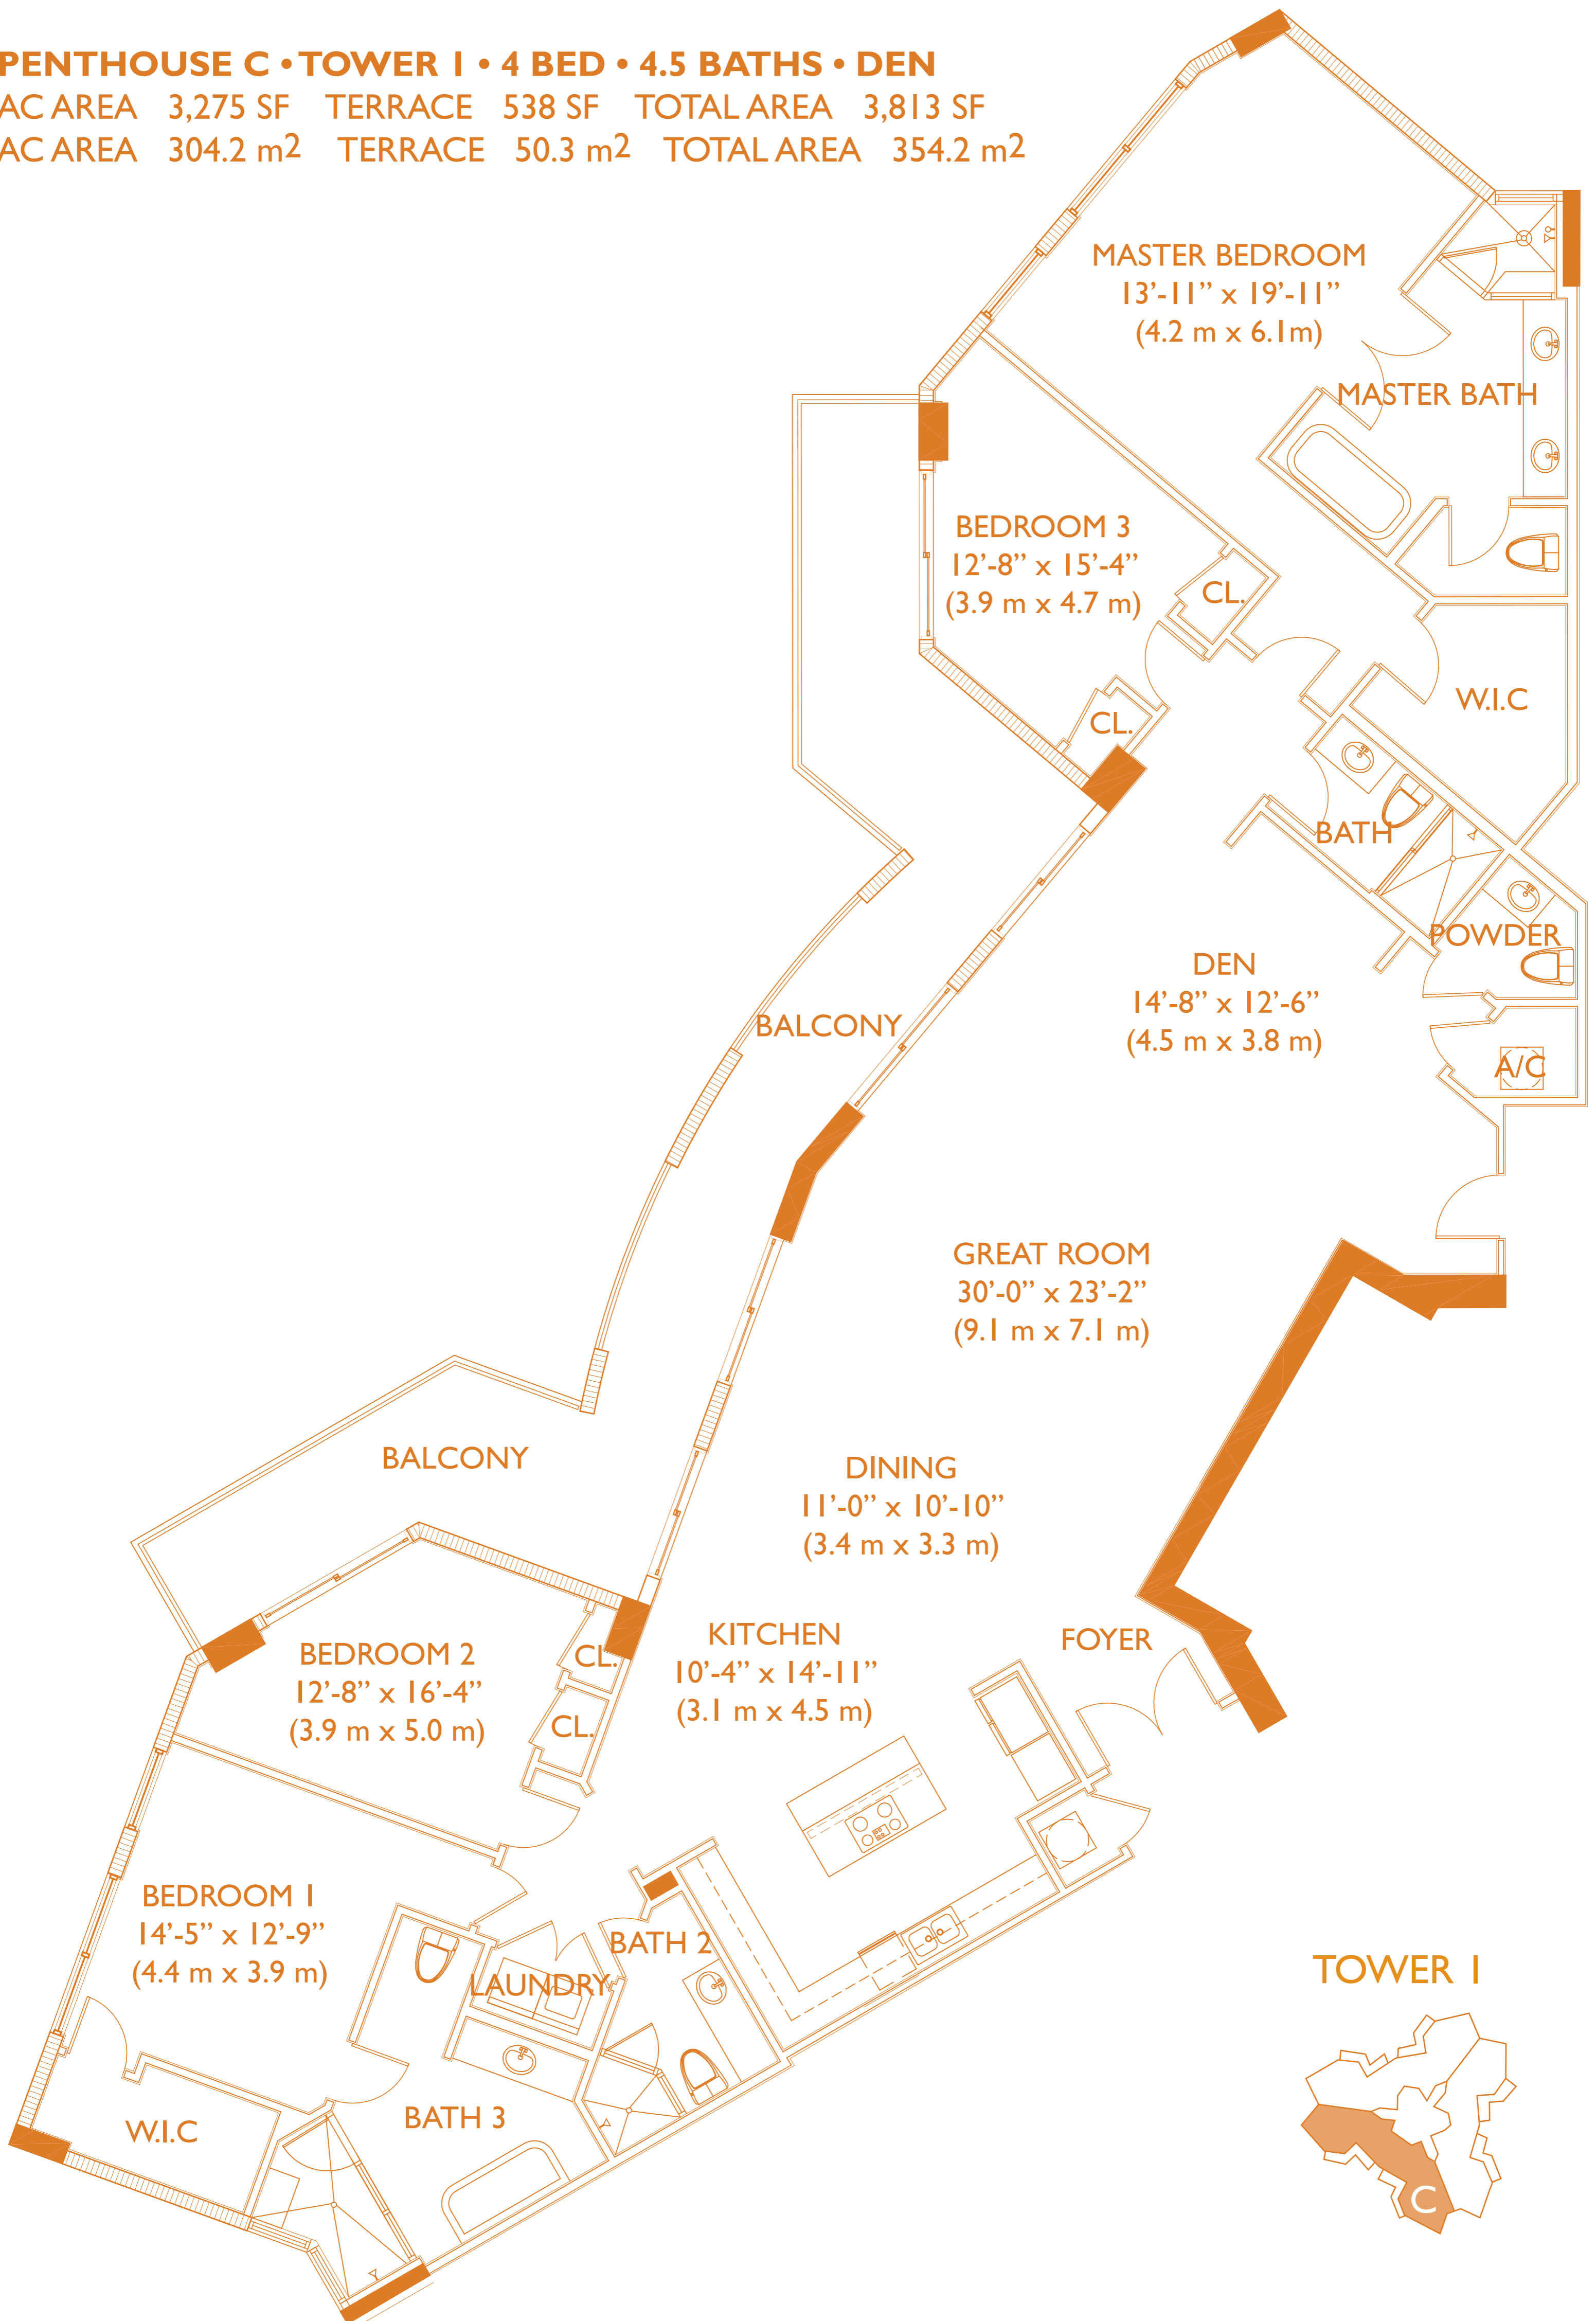 PENTHOUSE C • TOWER 1 • 4 BED • 4.5 BATHS • DEN
AC AREA 3,275 SF TERRACE 538 SF TOTAL AREA 3,813 SF
AC AREA 304.2 m2 TERRACE 50.3 m2 TOTAL AREA 354.2 m2
MASTER BEDROOM
13’-11” x 19’-11”
(4.2 m x 6.1m)
MASTER BATH
BEDROOM 3
12’-8” x 15’-4”
(3.9 m x 4.7 m)
CL.
CL.
W.I.C
BATH
POWDER
DEN
14’-8” x 12’-6”
(4.5 m x 3.8 m)
A/C
BALCONY
GREAT ROOM
30’-0” x 23’-2”
(9.1 m x 7.1 m)
BALCONY
DINING
11’-0” x 10’-10”
(3.4 m x 3.3 m)
KITCHEN
10’-4” x 14’-11”
(3.1 m x 4.5 m)
FOYER
BEDROOM 2
12’-8” x 16’-4”
(3.9 m x 5.0 m)
CL.
CL.
BEDROOM 1
14’-5” x 12’-9”
(4.4 m x 3.9 m)
BATH 2
LAUNDRY
BATH 3
W.I.C
TOWER 1
C